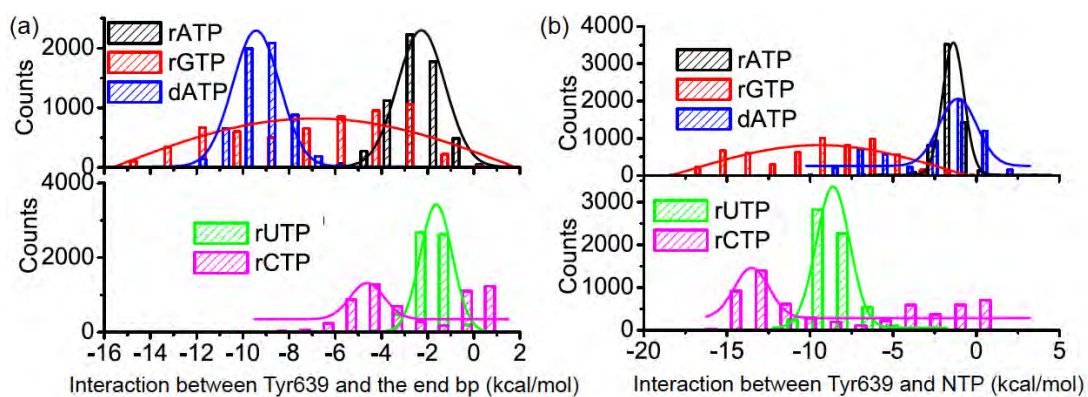 (a)
rATP
rGTP
dATP
Counts
2000
1000
0
rUTP
rCTP
Counts
4000
2000
0
-16 -14 -12 -10 -8 -6 -4 -2 0 2
Interaction between Tyr639 and the end bp (kcal/mol)
(b)
rATP
rGTP
dATP
Counts
4000
3000
2000
1000
0
rUTP
rCTP
Counts
3000
2000
1000
0
-20 -15 -10 -5 0 5
Interaction between Tyr639 and NTP (kcal/mol)